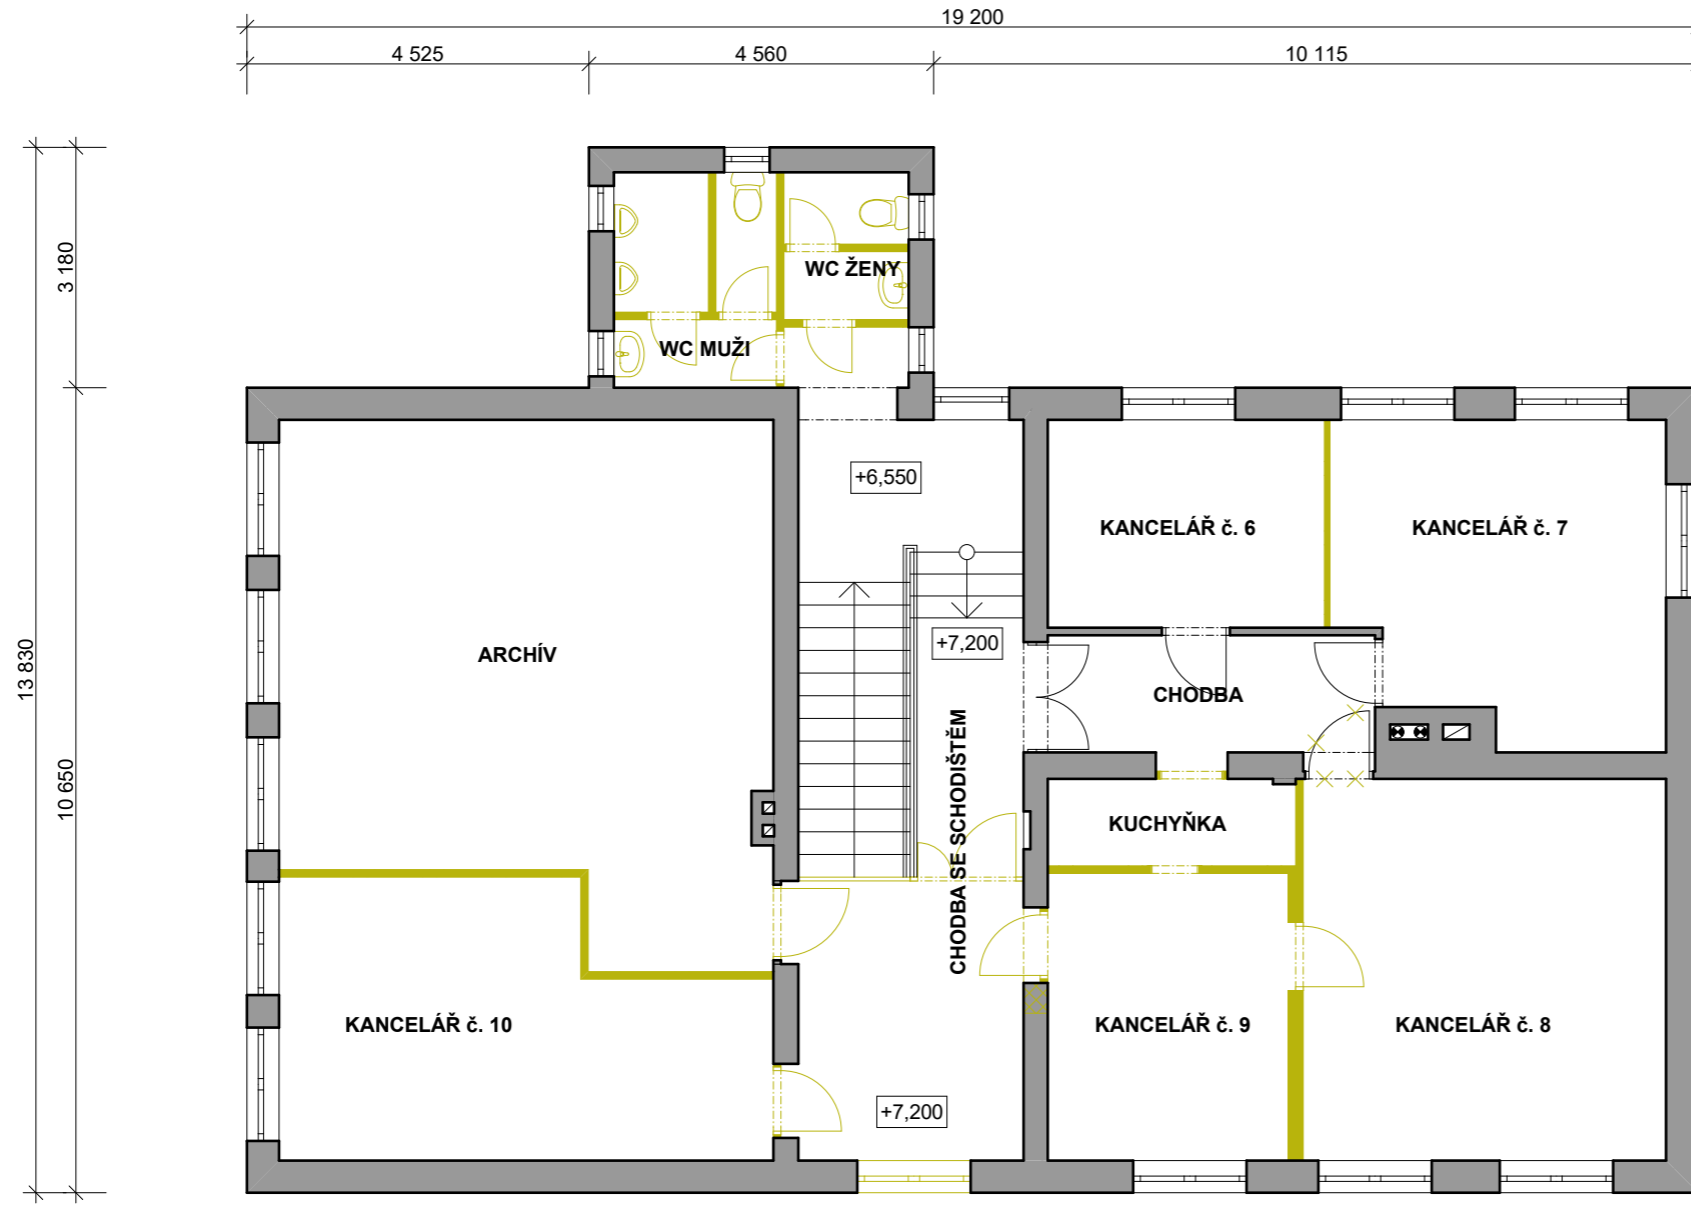 19 200
4 525
4 560
10 115
3 180
13 830
10 650
WC ŽENY
WC MUŽI
+6,550
KANCELÁŘ č. 6
KANCELÁŘ č. 7
+7,200
ARCHÍV
CHODBA
CHODBA SE SCHODIŠTĚM
KUCHYŇKA
KANCELÁŘ č. 10
KANCELÁŘ č. 9
KANCELÁŘ č. 8
+7,200